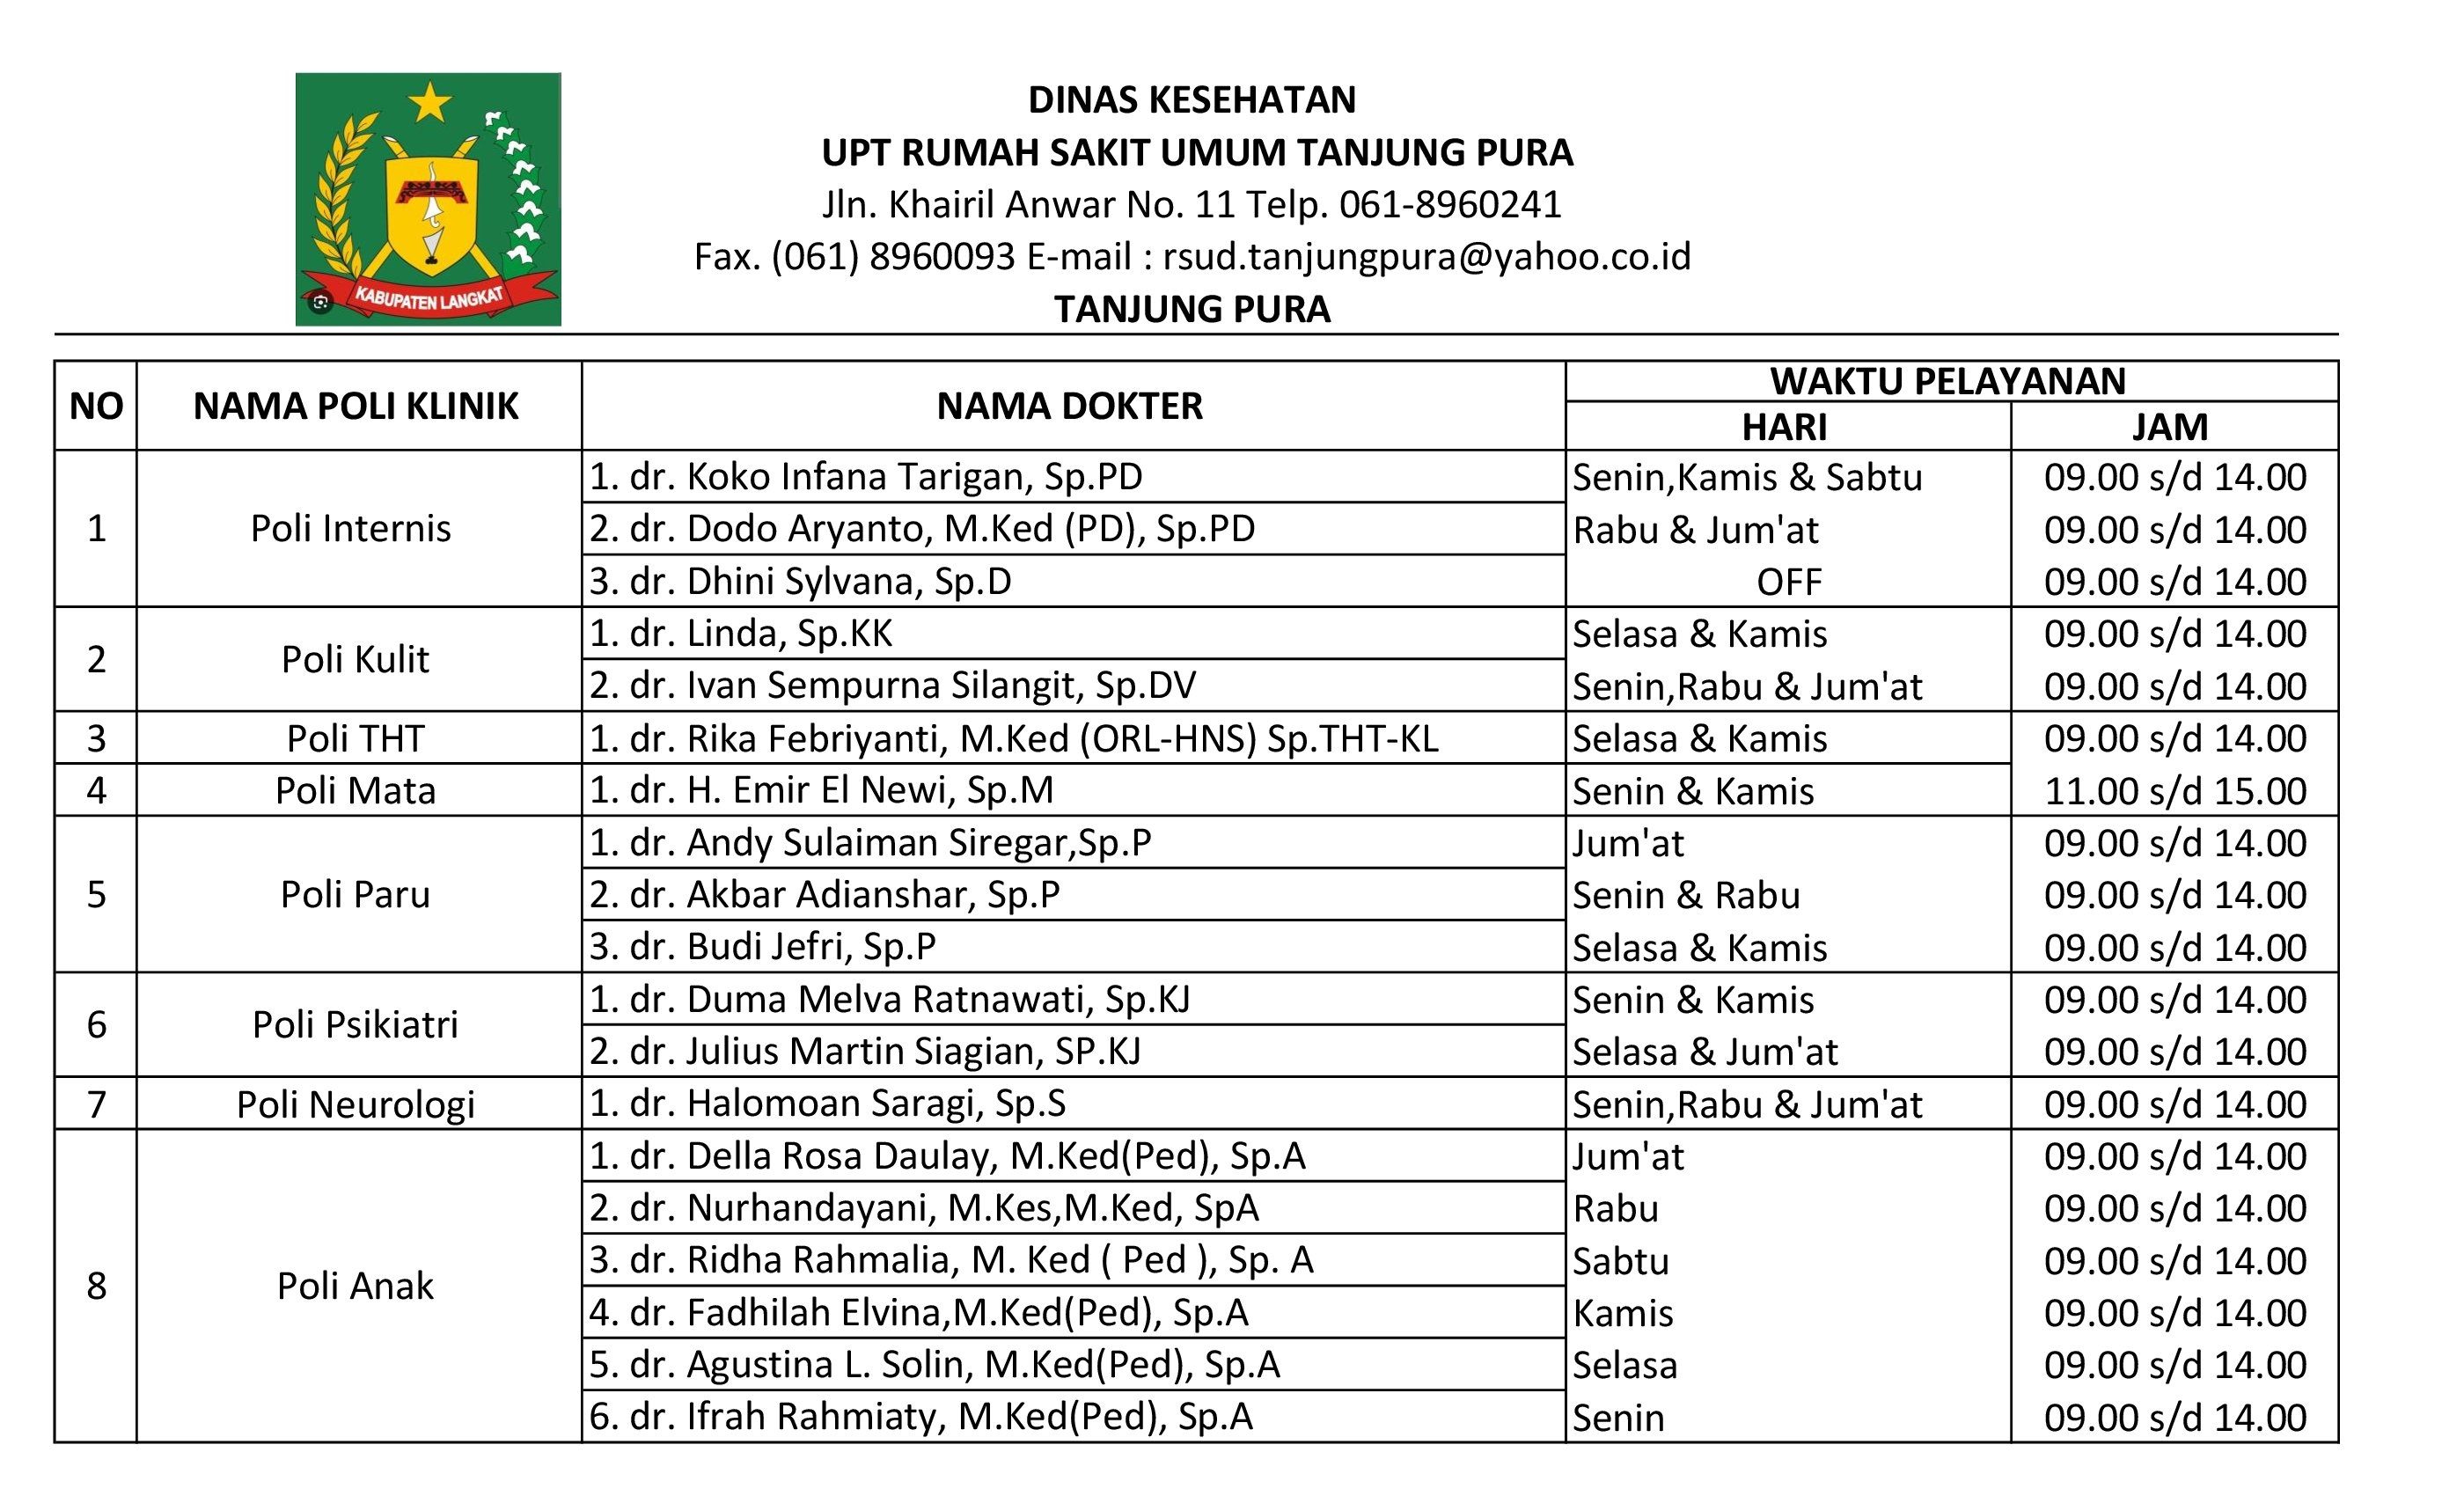 KABUPATEN LANGKAT
DINAS KESEHATAN
UPT RUMAH SAKIT UMUM TANJUNG PURA
Jln. Khairil Anwar No. 11 Telp. 061-8960241
Fax. (061) 8960093 E-mail : rsud.tanjungpura@yahoo.co.id
TANJUNG PURA
NO NAMA POLI KLINIK NAMA DOKTER WAKTU PELAYANAN
HARI JAM
1 Poli Internis 1. dr. Koko Infana Tarigan, Sp.PD Senin,Kamis & Sabtu 09.00 s/d 14.00
2. dr. Dodo Aryanto, M.Ked (PD), Sp.PD Rabu & Jum'at 09.00 s/d 14.00
3. dr. Dhini Sylvana, Sp.D OFF 09.00 s/d 14.00
2 Poli Kulit 1. dr. Linda, Sp.KK Selasa & Kamis 09.00 s/d 14.00
2. dr. Ivan Sempurna Silangit, Sp.DV Senin,Rabu & Jum'at 09.00 s/d 14.00
3 Poli THT 1. dr. Rika Febriyanti, M.Ked (ORL-HNS) Sp.THT-KL Selasa & Kamis 09.00 s/d 14.00
4 Poli Mata 1. dr. H. Emir El Newi, Sp.M Senin & Kamis 11.00 s/d 15.00
5 Poli Paru 1. dr. Andy Sulaiman Siregar,Sp.P Jum'at 09.00 s/d 14.00
2. dr. Akbar Adianshar, Sp.P Senin & Rabu 09.00 s/d 14.00
3. dr. Budi Jefri, Sp.P Selasa & Kamis 09.00 s/d 14.00
6 Poli Psikiatri 1. dr. Duma Melva Ratnawati, Sp.KJ Senin & Kamis 09.00 s/d 14.00
2. dr. Julius Martin Siagian, SP.KJ Selasa & Jum'at 09.00 s/d 14.00
7 Poli Neurologi 1. dr. Halomoan Saragi, Sp.S Senin,Rabu & Jum'at 09.00 s/d 14.00
8 Poli Anak 1. dr. Della Rosa Daulay, M.Ked(Ped), Sp.A Jum'at 09.00 s/d 14.00
2. dr. Nurhandayani, M.Kes,M.Ked, SpA Rabu 09.00 s/d 14.00
3. dr. Ridha Rahmalia, M. Ked ( Ped ), Sp. A Sabtu 09.00 s/d 14.00
4. dr. Fadhilah Elvina,M.Ked(Ped), Sp.A Kamis 09.00 s/d 14.00
5. dr. Agustina L. Solin, M.Ked(Ped), Sp.A Selasa 09.00 s/d 14.00
6. dr. Ifrah Rahmiaty, M.Ked(Ped), Sp.A Senin 09.00 s/d 14.00